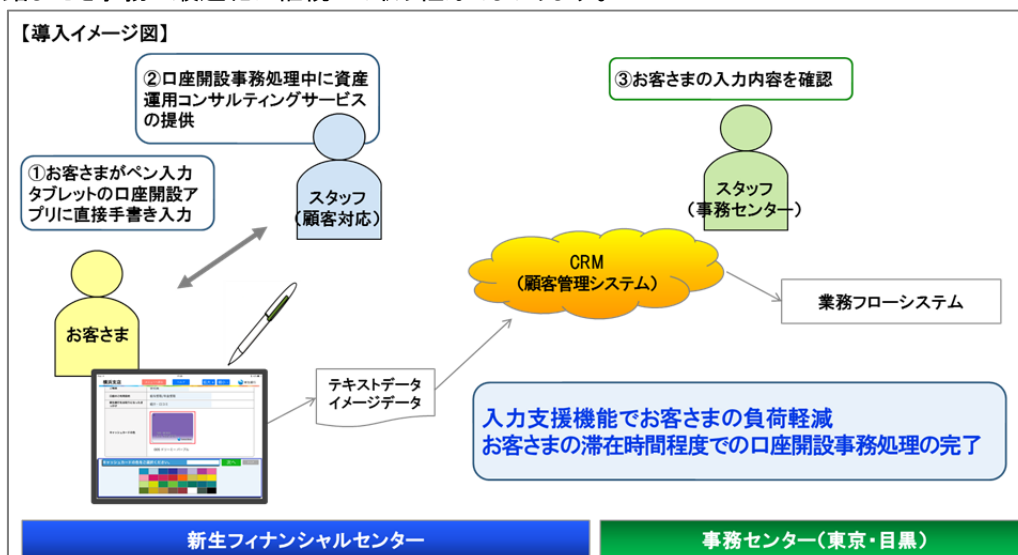 【導入イメージ図】
②口座開設事務処理中に資産
運用コンサルティングサービス
の提供
③お客さまの入力内容を確認
①お客さまがペン入力
タブレットの口座開設ア
プリに直接手書き入力
スタッフ
(顧客対応)
スタッフ
(事務センター)
お客さま
CRM
(顧客管理システム)
業務フローシステム
テキストデータ
イメージデータ
横浜支店
次へ
入力支援機能でお客さまの負荷軽減
お客さまの滞在時間程度での口座開設事務処理の完了
新生フィナンシャルセンター
事務センター(東京・目黒)